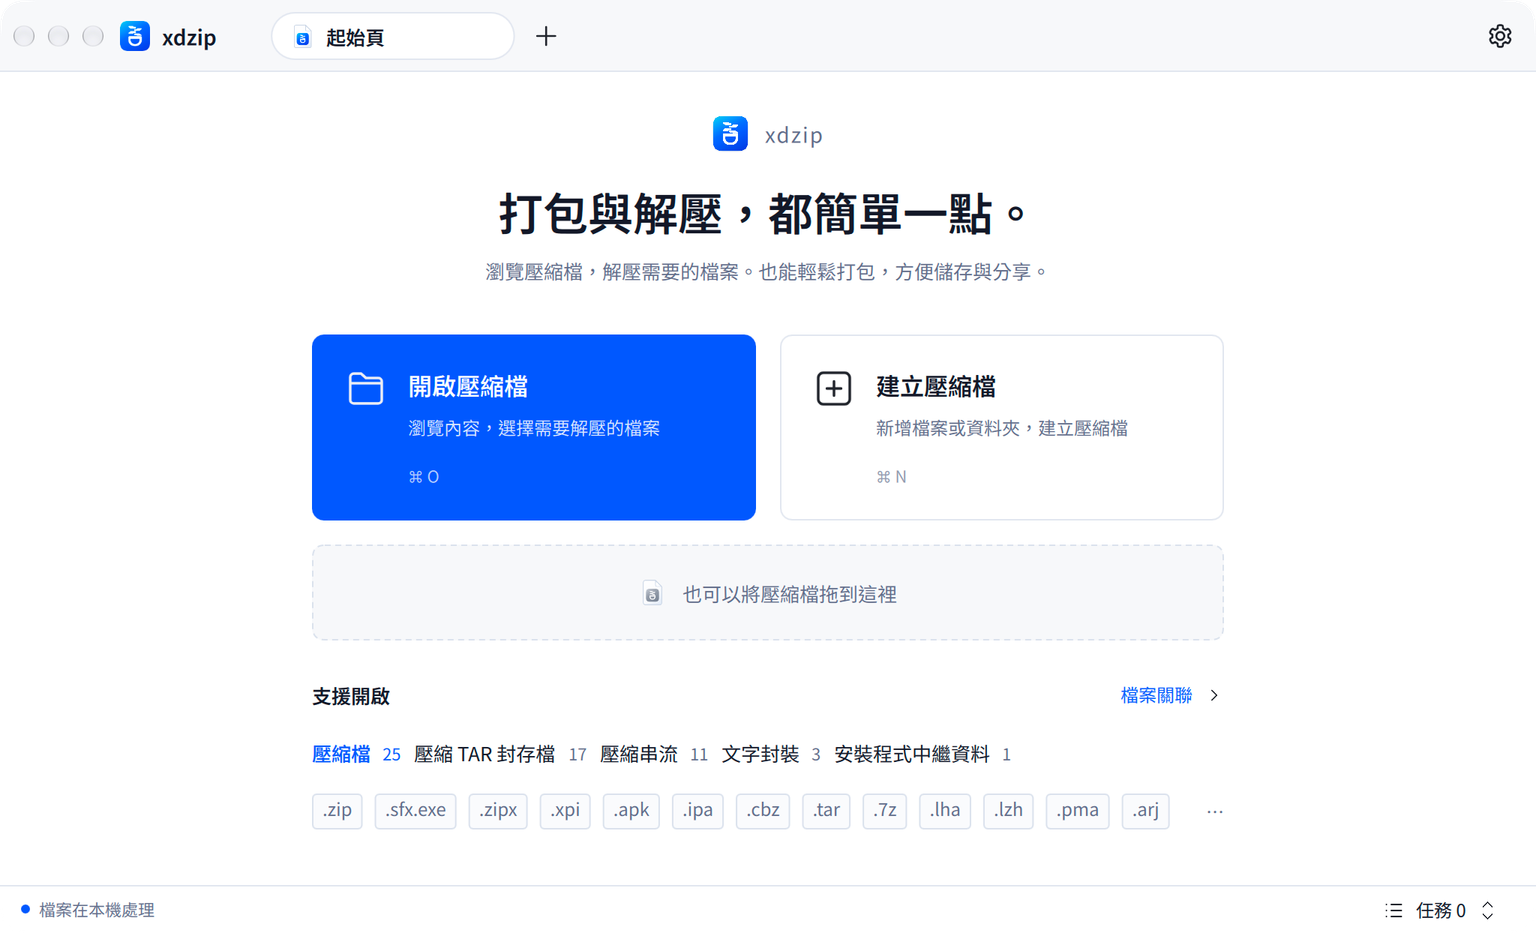 xdzip
起始頁
xdzip
打包與解壓，都簡單一點。
瀏覽壓縮檔，解壓需要的檔案。也能輕鬆打包，方便儲存與分享。
開啟壓縮檔
瀏覽內容，選擇需要解壓的檔案
⌘ O
建立壓縮檔
新增檔案或資料夾，建立壓縮檔
⌘ N
也可以將壓縮檔拖到這裡
支援開啟
檔案關聯
壓縮檔 25 壓縮 TAR 封存檔 17 壓縮串流 11 文字封裝 3 安裝程式中繼資料 1
.zip .sfx.exe .zipx .xpi .apk .ipa .cbz .tar .7z .lha .lzh .pma .arj ...
檔案在本機處理
任務 0